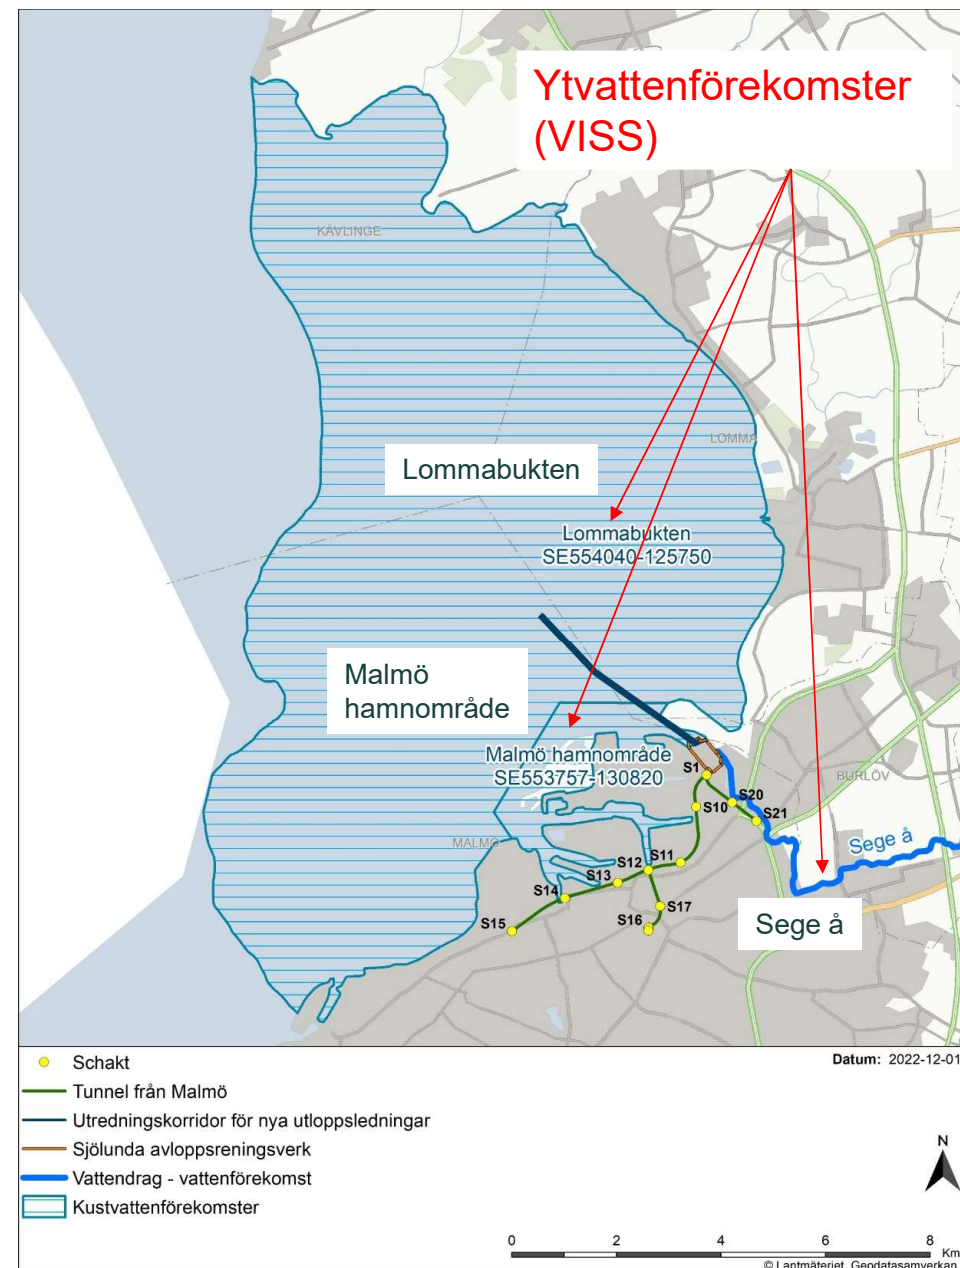 Ytvattenförekomster
(VISS)
KÄVLINGE
LOMMA
Lommabukten
Lommabukten
SE554040-125750
Malmö
hamnområde
Malmö hamnområde
SE553757-130820
S1
S20
S10
S21
BURLÖV
MALMÖ
Sege å
S12
S11
S13
S14
S17
S15
S16
Sege å
Schakt
Tunnel från Malmö
Utredningskorridor för nya utloppsledningar
Sjölunda avloppsreningsverk
Vattendrag - vattenförekomst
Kustvattenförekomster
Datum: 2022-12-01
N
0 2 4 6 8
Km
© Lantmäteriet, Geodatasamverkan